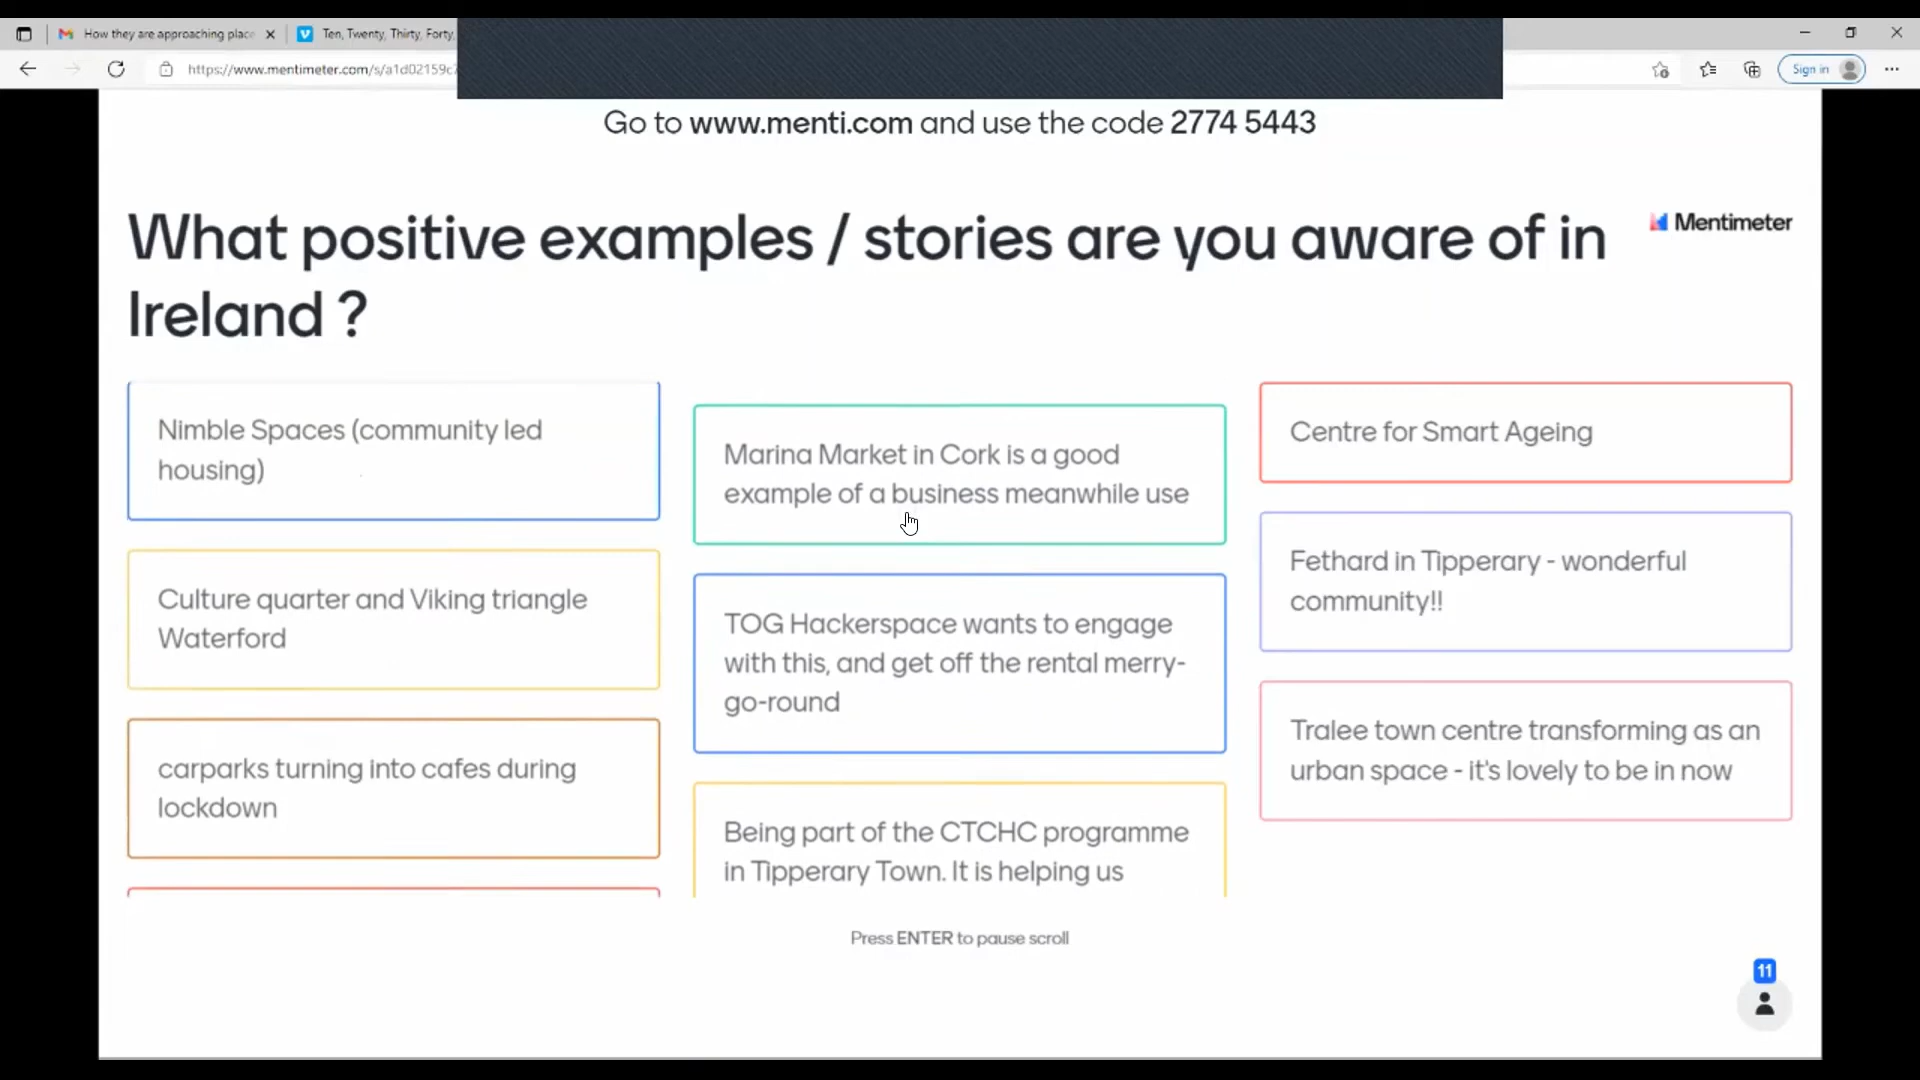 How they are approaching place
Ten, Twenty, Thirty, Forty,
https://www.mentimeter.com/s/a1d02159c
Sign in
Go to www.menti.com and use the code 2774 5443
What positive examples / stories are you aware of in
Ireland ?
Mentimeter
Nimble Spaces (community led
housing)
Culture quarter and Viking triangle
Waterford
carparks turning into cafes during
lockdown
Marina Market in Cork is a good
example of a business meanwhile use
TOG Hackerspace wants to engage
with this, and get off the rental merry-
go-round
Being part of the CTCHC programme
in Tipperary Town. It is helping us
Centre for Smart Ageing
Fethard in Tipperary - wonderful
community!!
Tralee town centre transforming as an
urban space - it's lovely to be in now
Press ENTER to pause scroll
11